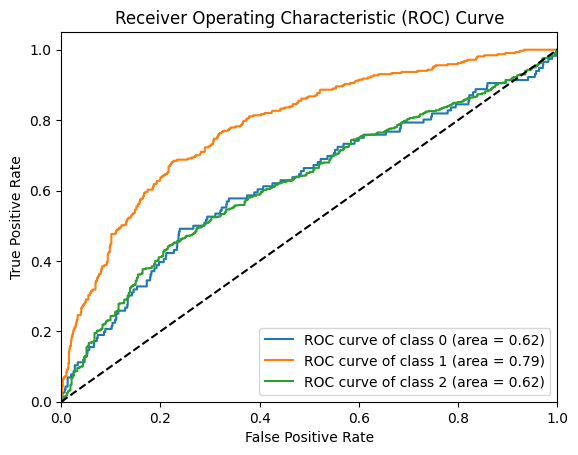 Receiver Operating Characteristic (ROC) Curve
True Positive Rate
1.0
0.8
0.6
0.4
0.2
0.0
ROC curve of class 0 (area = 0.62)
ROC curve of class 1 (area = 0.79)
ROC curve of class 2 (area = 0.62)
0.0 0.2 0.4 0.6 0.8 1.0
False Positive Rate